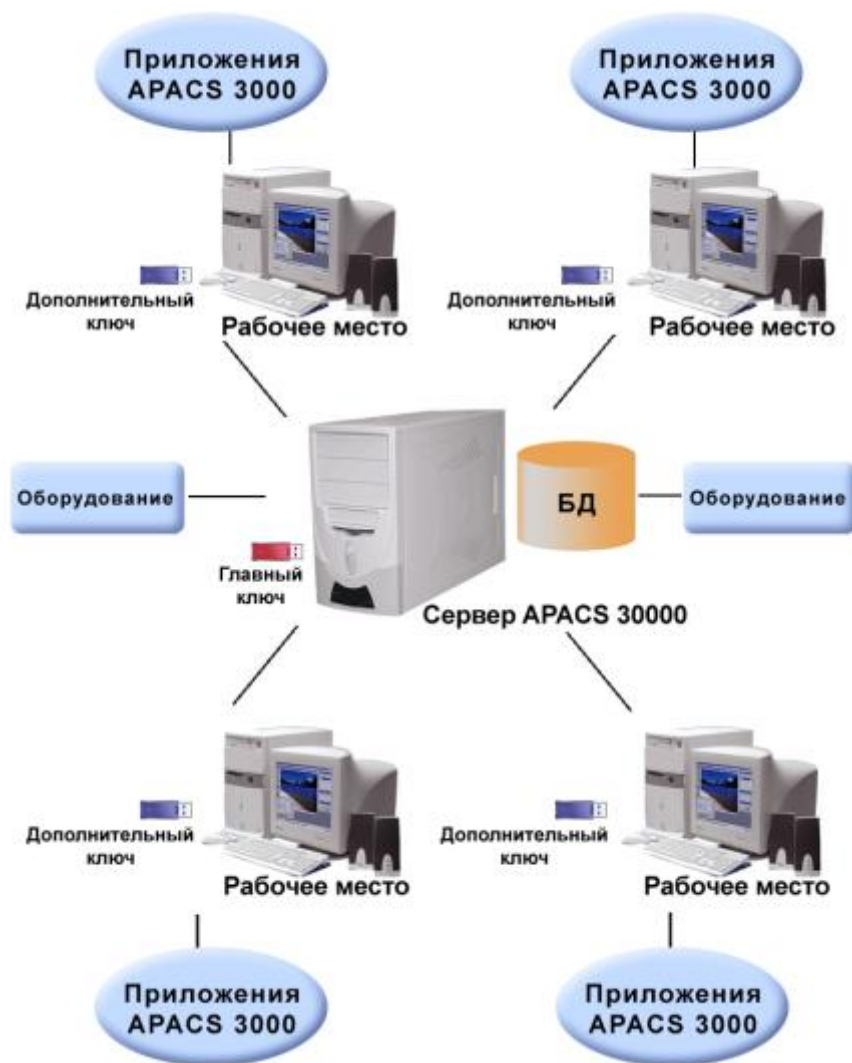 Приложения
APACS 3000
Приложения
APACS 3000
Дополнительный
ключ
Рабочее место
Дополнительный
ключ
Рабочее место
Оборудование
БД
Оборудование
Главный
ключ
Сервер APACS 30000
Дополнительный
ключ
Рабочее место
Дополнительный
ключ
Рабочее место
Приложения
APACS 3000
Приложения
APACS 3000